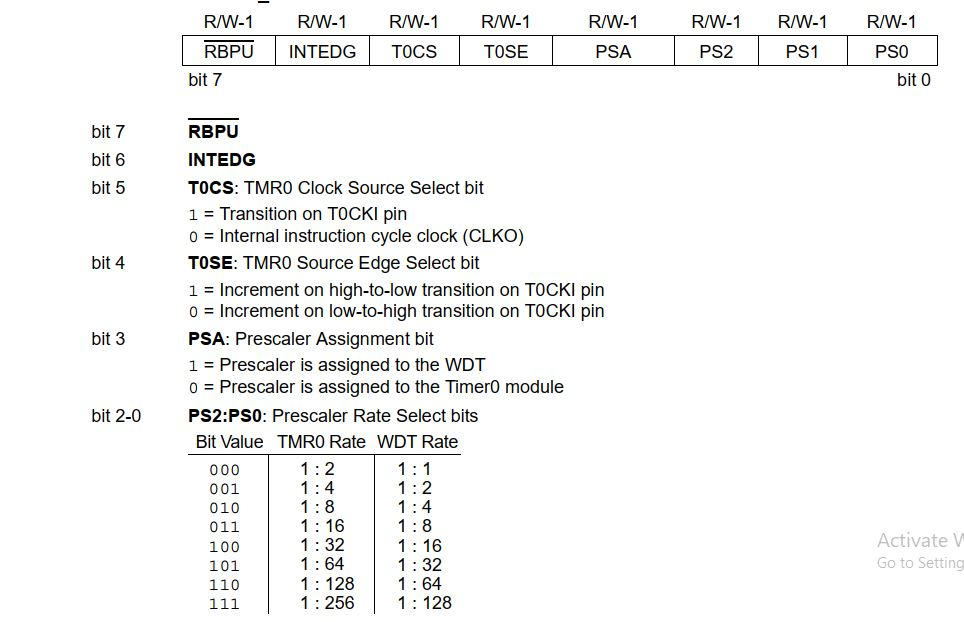 R/W-1 R/W-1 R/W-1 R/W-1 R/W-1 R/W-1 R/W-1 R/W-1
RBPU INTEDG T0CS T0SE PSA PS2 PS1 PS0
bit 7 bit 0
bit 7 RBPU
bit 6 INTEDG
bit 5 T0CS: TMR0 Clock Source Select bit
1 = Transition on T0CKI pin
0 = Internal instruction cycle clock (CLKO)
bit 4 T0SE: TMR0 Source Edge Select bit
1 = Increment on high-to-low transition on T0CKI pin
0 = Increment on low-to-high transition on T0CKI pin
bit 3 PSA: Prescaler Assignment bit
1 = Prescaler is assigned to the WDT
0 = Prescaler is assigned to the Timer0 module
bit 2-0 PS2:PS0: Prescaler Rate Select bits
Bit Value TMR0 Rate WDT Rate
000 1 : 2 1 : 1
001 1 : 4 1 : 2
010 1 : 8 1 : 4
011 1 : 16 1 : 8
100 1 : 32 1 : 16
101 1 : 64 1 : 32
110 1 : 128 1 : 64
111 1 : 256 1 : 128
Activate
Go to Setting